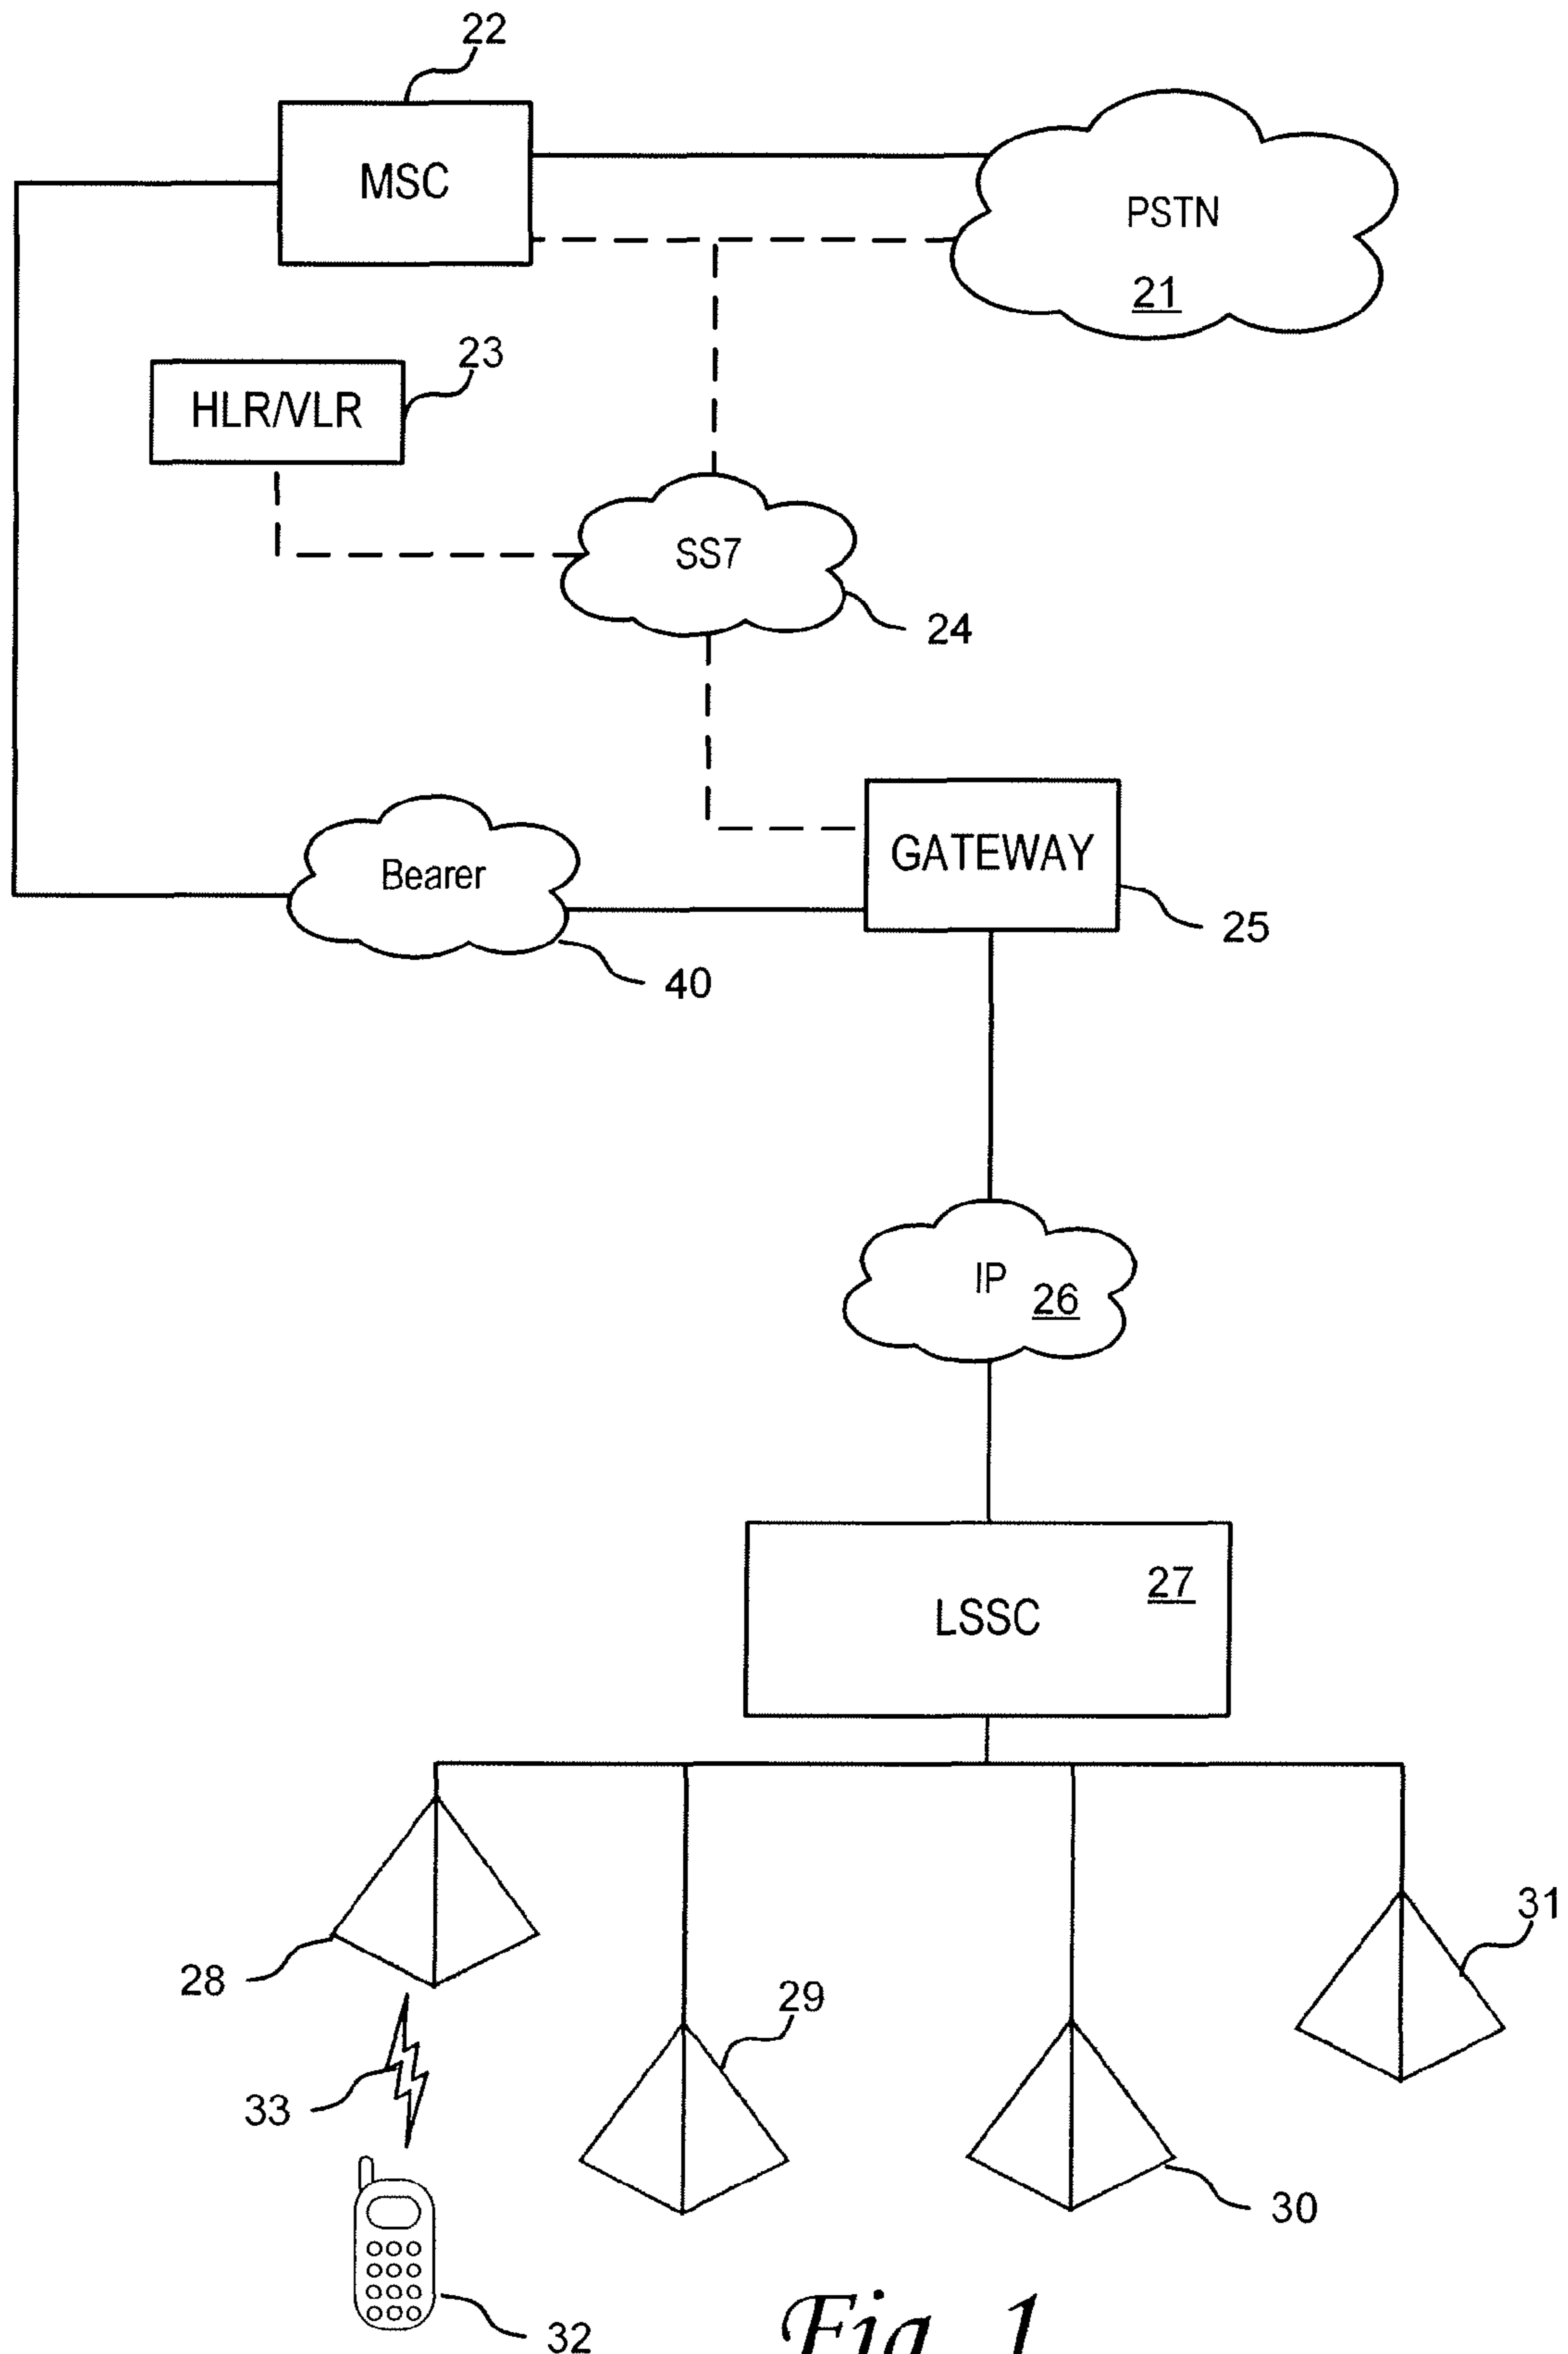 22
MSC
PSTN
21
23
HLR/VLR
SS7
24
GATEWAY
Bearer
25
40
IP
26
27
LSSC
31
28
29
33
30
32
Fig. 1